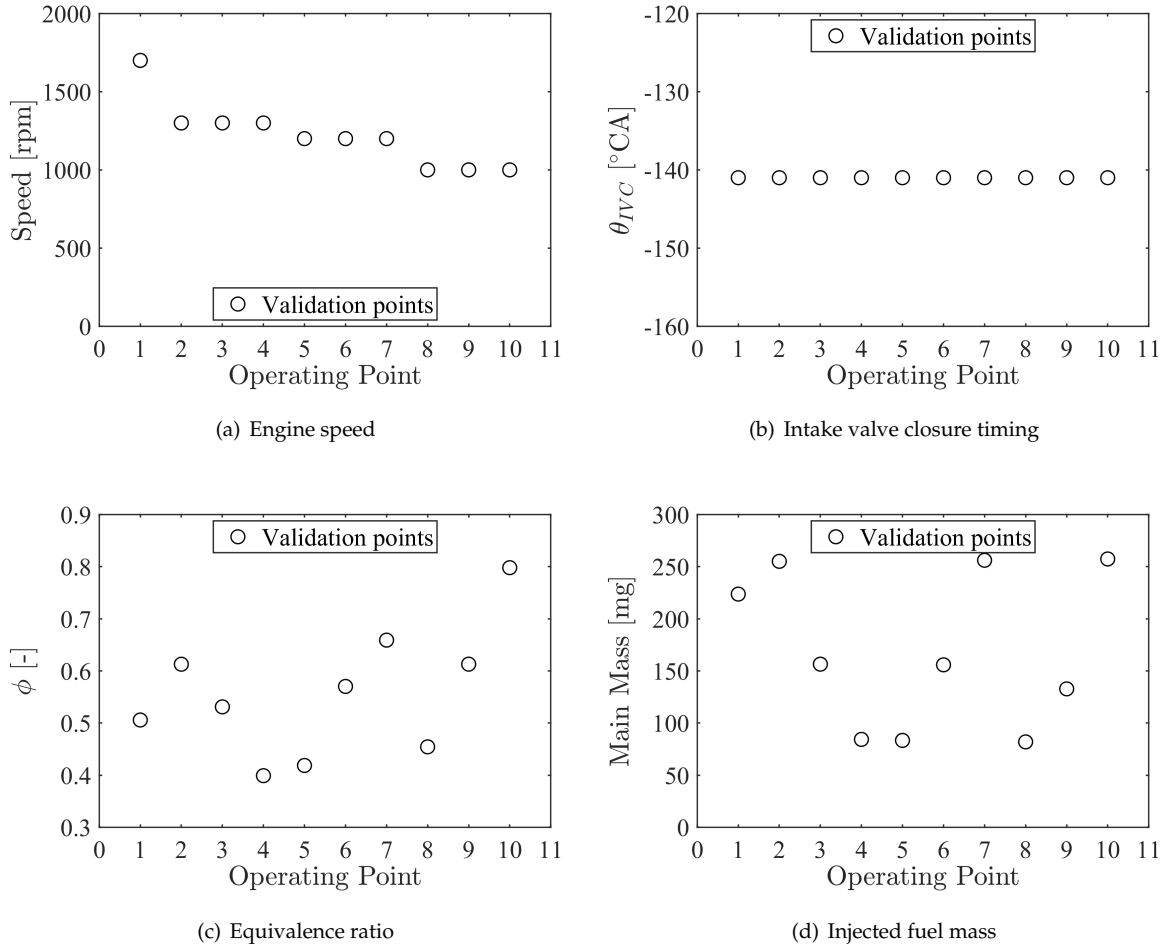 2000
1500
1000
500
0
Speed [rpm]
Validation points
0 1 2 3 4 5 6 7 8 9 10 11
Operating Point
(a) Engine speed
-120
-130
-140
-150
-160
θIVC [°CA]
Validation points
0 1 2 3 4 5 6 7 8 9 10 11
Operating Point
(b) Intake valve closure timing
0.9
0.8
0.7
0.6
0.5
0.4
0.3
ϕ [-]
Validation points
0 1 2 3 4 5 6 7 8 9 10 11
Operating Point
(c) Equivalence ratio
300
250
200
150
100
50
0
Main Mass [mg]
Validation points
0 1 2 3 4 5 6 7 8 9 10 11
Operating Point
(d) Injected fuel mass